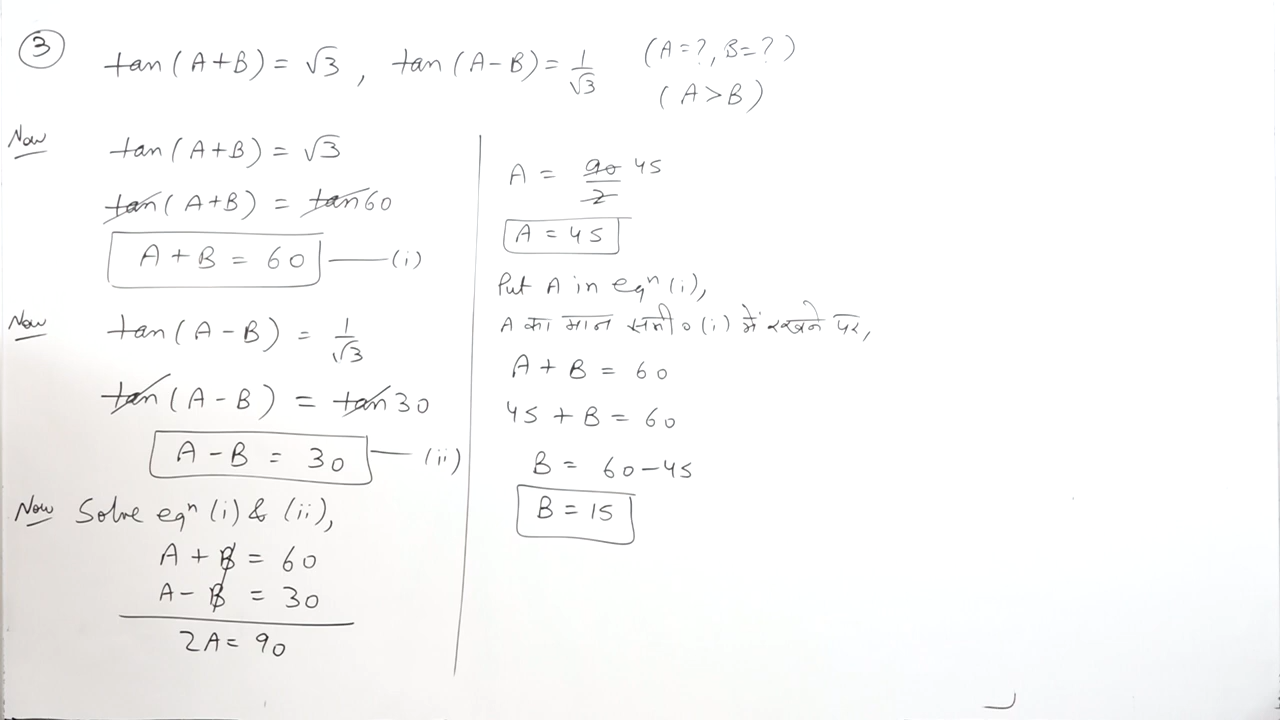 3 tan(A+B) = √3, tan(A-B) = 1/√3 (A=?, B=?)
(A>B)
Now tan(A+B) = √3
tan(A+B) = tan60
A+B = 60 —(i)
Now tan(A-B) = 1/√3
tan(A-B) = tan30
A-B = 30 —(ii)
Now Solve eqⁿ (i) & (ii),
A+B = 60
A-B = 30
2A = 90
A = 90/2 45
A = 45
Put A in eqⁿ (i),
A का मान समी० (i) में रखने पर,
A + B = 60
45 + B = 60
B = 60-45
B = 15